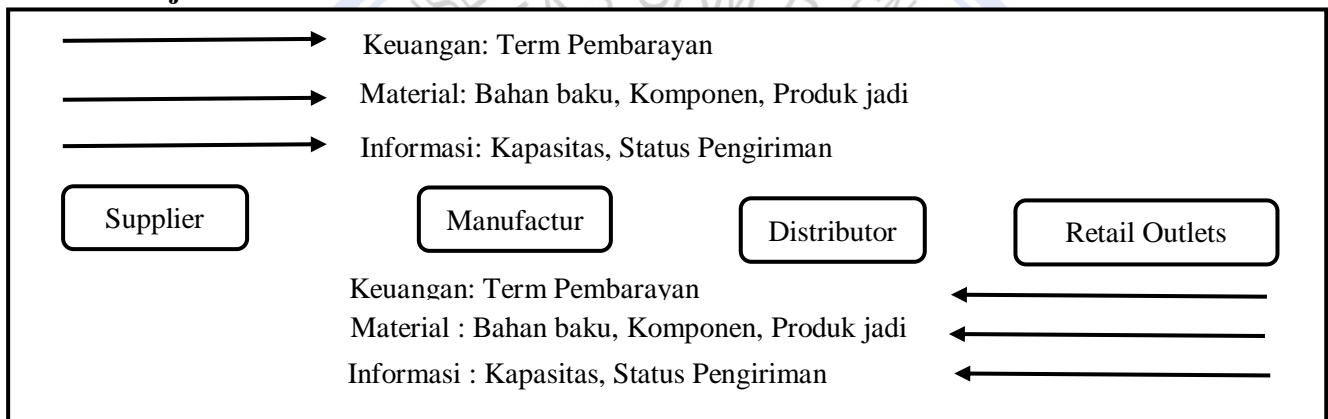 Keuangan: Term Pembarayan
Material: Bahan baku, Komponen, Produk jadi
Informasi: Kapasitas, Status Pengiriman
Supplier Manufactur Distributor Retail Outlets
Keuangan: Term Pembarayan
Material : Bahan baku, Komponen, Produk jadi
Informasi : Kapasitas, Status Pengiriman